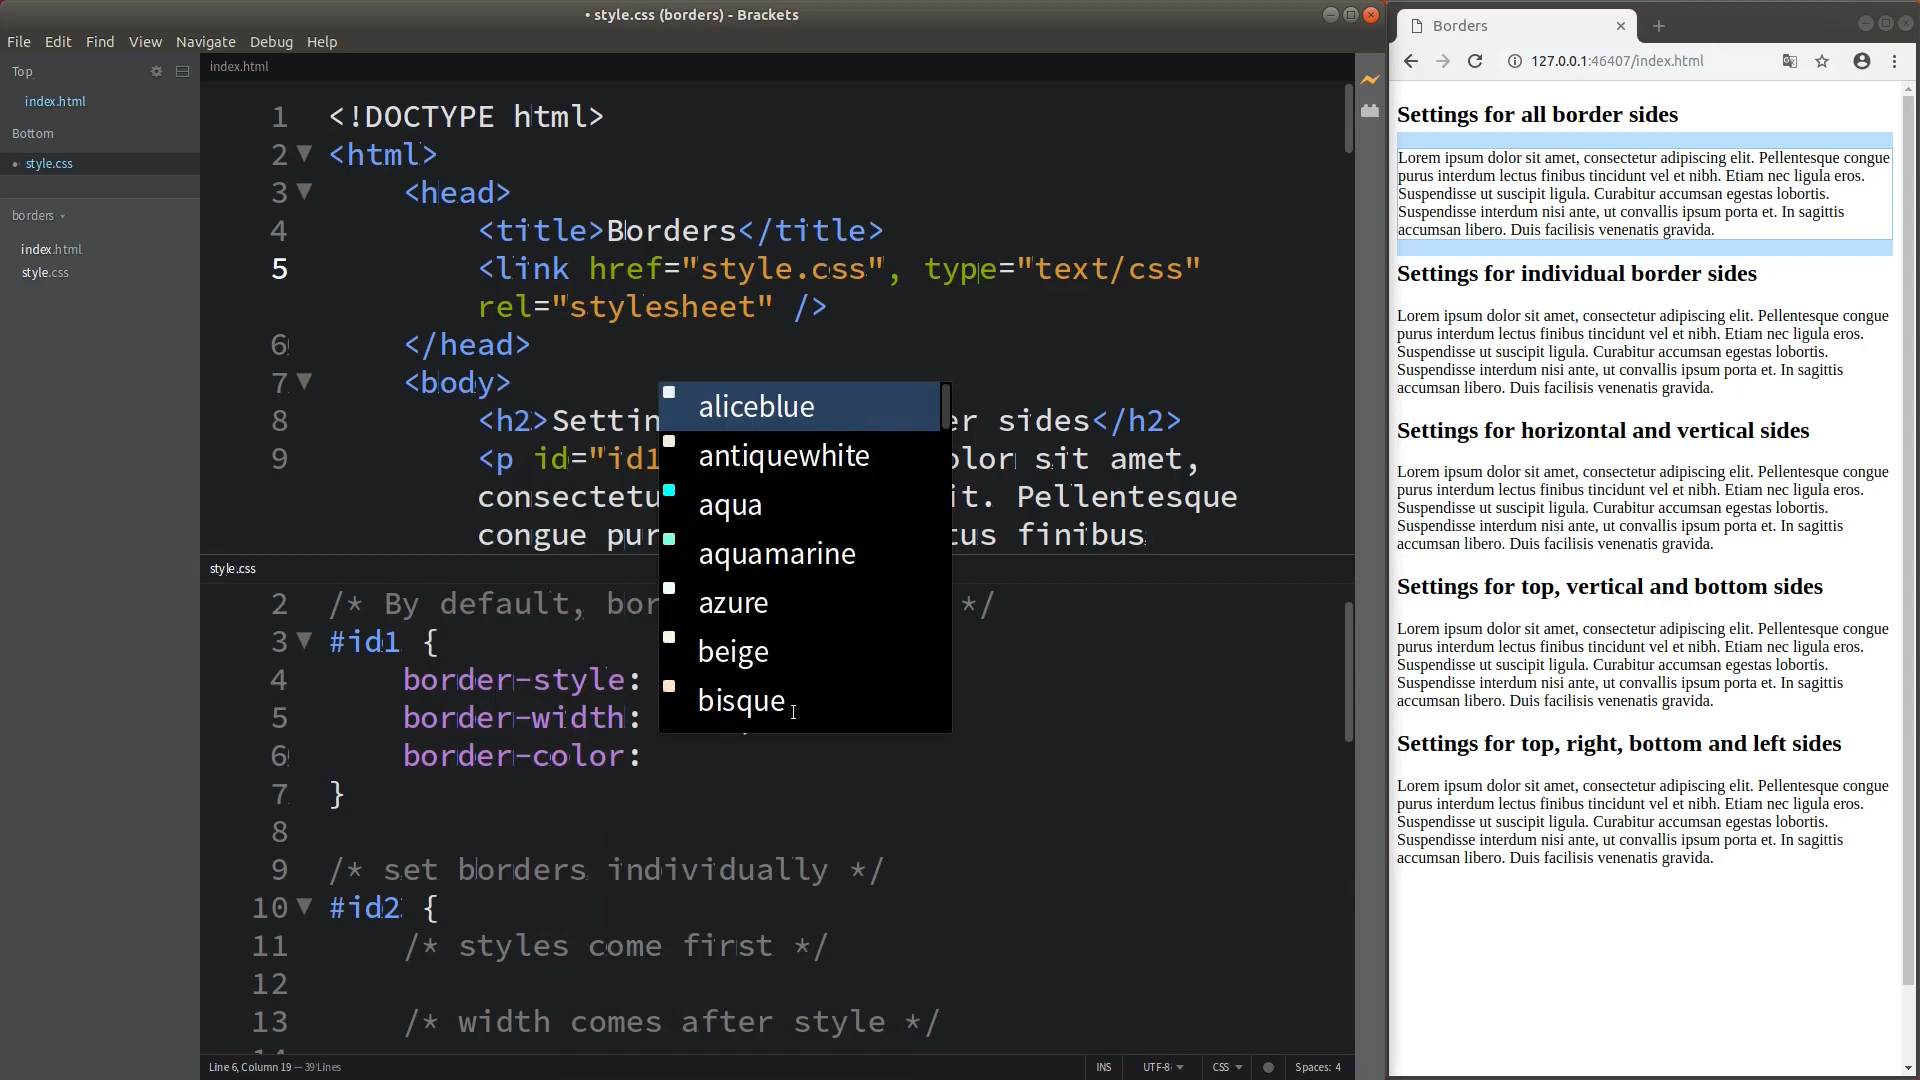 • style.css (borders) - Brackets
File Edit Find View Navigate Debug Help
Top
index.html
Bottom
• style.css
borders
index.html
style.css
index.html
1 <!DOCTYPE html>
2 <html>
3 <head>
4 <title>Borders</title>
5 <link href="style.css", type="text/css"
rel="stylesheet" />
6 </head>
7 <body>
8 <h2>Settin er sides</h2>
9 <p id="id1 olor sit amet,
consectetu it. Pellentesque
congue pur tus finibus
aliceblue
antiquewhite
aqua
aquamarine
azure
beige
bisque
style.css
2 /* By default, bor */
3 #id1 {
4 border-style:
5 border-width:
6 border-color:
7 }
8
9 /* set borders individually */
10 #id2 {
11 /* styles come first */
12
13 /* width comes after style */
Line 6, Column 19 — 39 Lines
INS UTF-8 CSS Spaces: 4
Borders
127.0.0.1:46407/index.html
Settings for all border sides
Lorem ipsum dolor sit amet, consectetur adipiscing elit. Pellentesque congue
purus interdum lectus finibus tincidunt vel et nibh. Etiam nec ligula eros.
Suspendisse ut suscipit ligula. Curabitur accumsan egestas lobortis.
Suspendisse interdum nisi ante, ut convallis ipsum porta et. In sagittis
accumsan libero. Duis facilisis venenatis gravida.
Settings for individual border sides
Lorem ipsum dolor sit amet, consectetur adipiscing elit. Pellentesque congue
purus interdum lectus finibus tincidunt vel et nibh. Etiam nec ligula eros.
Suspendisse ut suscipit ligula. Curabitur accumsan egestas lobortis.
Suspendisse interdum nisi ante, ut convallis ipsum porta et. In sagittis
accumsan libero. Duis facilisis venenatis gravida.
Settings for horizontal and vertical sides
Lorem ipsum dolor sit amet, consectetur adipiscing elit. Pellentesque congue
purus interdum lectus finibus tincidunt vel et nibh. Etiam nec ligula eros.
Suspendisse ut suscipit ligula. Curabitur accumsan egestas lobortis.
Suspendisse interdum nisi ante, ut convallis ipsum porta et. In sagittis
accumsan libero. Duis facilisis venenatis gravida.
Settings for top, vertical and bottom sides
Lorem ipsum dolor sit amet, consectetur adipiscing elit. Pellentesque congue
purus interdum lectus finibus tincidunt vel et nibh. Etiam nec ligula eros.
Suspendisse ut suscipit ligula. Curabitur accumsan egestas lobortis.
Suspendisse interdum nisi ante, ut convallis ipsum porta et. In sagittis
accumsan libero. Duis facilisis venenatis gravida.
Settings for top, right, bottom and left sides
Lorem ipsum dolor sit amet, consectetur adipiscing elit. Pellentesque congue
purus interdum lectus finibus tincidunt vel et nibh. Etiam nec ligula eros.
Suspendisse ut suscipit ligula. Curabitur accumsan egestas lobortis.
Suspendisse interdum nisi ante, ut convallis ipsum porta et. In sagittis
accumsan libero. Duis facilisis venenatis gravida.